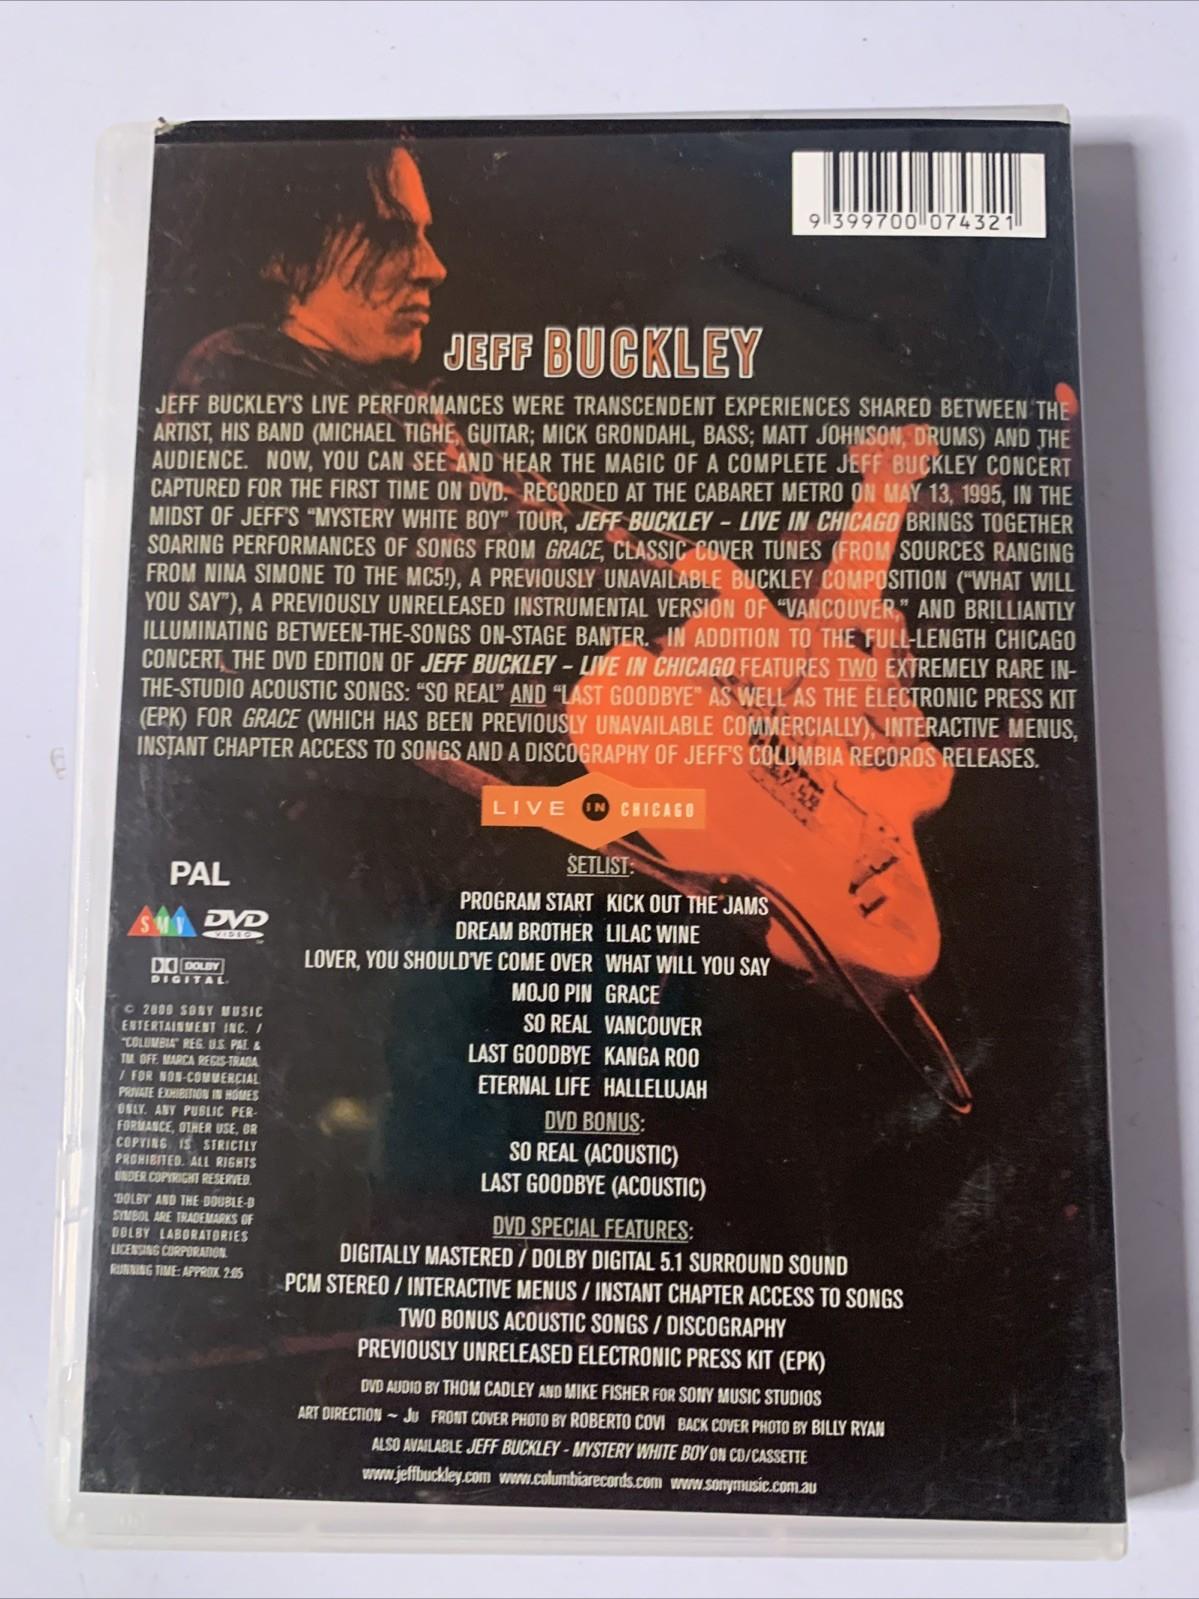 9 399700 074321
JEFF BUCKLEY
JEFF BUCKLEY'S LIVE PERFORMANCES WERE TRANSCENDENT EXPERIENCES SHARED BETWEEN THE
ARTIST, HIS BAND (MICHAEL TIGHE, GUITAR; MICK GRONDAHL, BASS; MATT JOHNSON, DRUMS) AND THE
AUDIENCE. NOW, YOU CAN SEE AND HEAR THE MAGIC OF A COMPLETE JEFF BUCKLEY CONCERT
CAPTURED FOR THE FIRST TIME ON DVD. RECORDED AT THE CABARET METRO ON MAY 13, 1995, IN THE
MIDST OF JEFF'S "MYSTERY WHITE BOY" TOUR, JEFF BUCKLEY – LIVE IN CHICAGO BRINGS TOGETHER
SOARING PERFORMANCES OF SONGS FROM GRACE, CLASSIC COVER TUNES (FROM SOURCES RANGING
FROM NINA SIMONE TO THE MC5!), A PREVIOUSLY UNAVAILABLE BUCKLEY COMPOSITION ("WHAT WILL
YOU SAY"), A PREVIOUSLY UNRELEASED INSTRUMENTAL VERSION OF "VANCOUVER," AND BRILLIANTLY
ILLUMINATING BETWEEN-THE-SONGS ON-STAGE BANTER. IN ADDITION TO THE FULL-LENGTH CHICAGO
CONCERT, THE DVD EDITION OF JEFF BUCKLEY – LIVE IN CHICAGO FEATURES TWO EXTREMELY RARE IN-
THE-STUDIO ACOUSTIC SONGS: "SO REAL" AND "LAST GOODBYE" AS WELL AS THE ELECTRONIC PRESS KIT
(EPK) FOR GRACE (WHICH HAS BEEN PREVIOUSLY UNAVAILABLE COMMERCIALLY), INTERACTIVE MENUS,
INSTANT CHAPTER ACCESS TO SONGS AND A DISCOGRAPHY OF JEFF'S COLUMBIA RECORDS RELEASES.
LIVE IN CHICAGO
SETLIST:
PROGRAM START KICK OUT THE JAMS
DREAM BROTHER LILAC WINE
LOVER, YOU SHOULD'VE COME OVER WHAT WILL YOU SAY
MOJO PIN GRACE
SO REAL VANCOUVER
LAST GOODBYE KANGA ROO
ETERNAL LIFE HALLELUJAH
DVD BONUS:
SO REAL (ACOUSTIC)
LAST GOODBYE (ACOUSTIC)
DVD SPECIAL FEATURES:
DIGITALLY MASTERED / DOLBY DIGITAL 5.1 SURROUND SOUND
PCM STEREO / INTERACTIVE MENUS / INSTANT CHAPTER ACCESS TO SONGS
TWO BONUS ACOUSTIC SONGS / DISCOGRAPHY
PREVIOUSLY UNRELEASED ELECTRONIC PRESS KIT (EPK)
DVD AUDIO BY THOM CADLEY AND MIKE FISHER FOR SONY MUSIC STUDIOS
ART DIRECTION ~ JU FRONT COVER PHOTO BY ROBERTO COVI BACK COVER PHOTO BY BILLY RYAN
ALSO AVAILABLE JEFF BUCKLEY - MYSTERY WHITE BOY ON CD/CASSETTE
www.jeffbuckley.com www.columbiarecords.com www.sonymusic.com.au
PAL
SMV DVD
VIDEO
DOLBY
DIGITAL
© 2000 SONY MUSIC
ENTERTAINMENT INC. /
"COLUMBIA" REG. U.S. PAT. &
TM. OFF. MARCA REGIS-TRADA.
/ FOR NON-COMMERCIAL
PRIVATE EXHIBITION IN HOMES
ONLY. ANY PUBLIC PER-
FORMANCE, OTHER USE, OR
COPYING IS STRICTLY
PROHIBITED. ALL RIGHTS
UNDER COPYRIGHT RESERVED.
'DOLBY' AND THE DOUBLE-D
SYMBOL ARE TRADEMARKS OF
DOLBY LABORATORIES
LICENSING CORPORATION.
RUNNING TIME: APPROX. 2:05